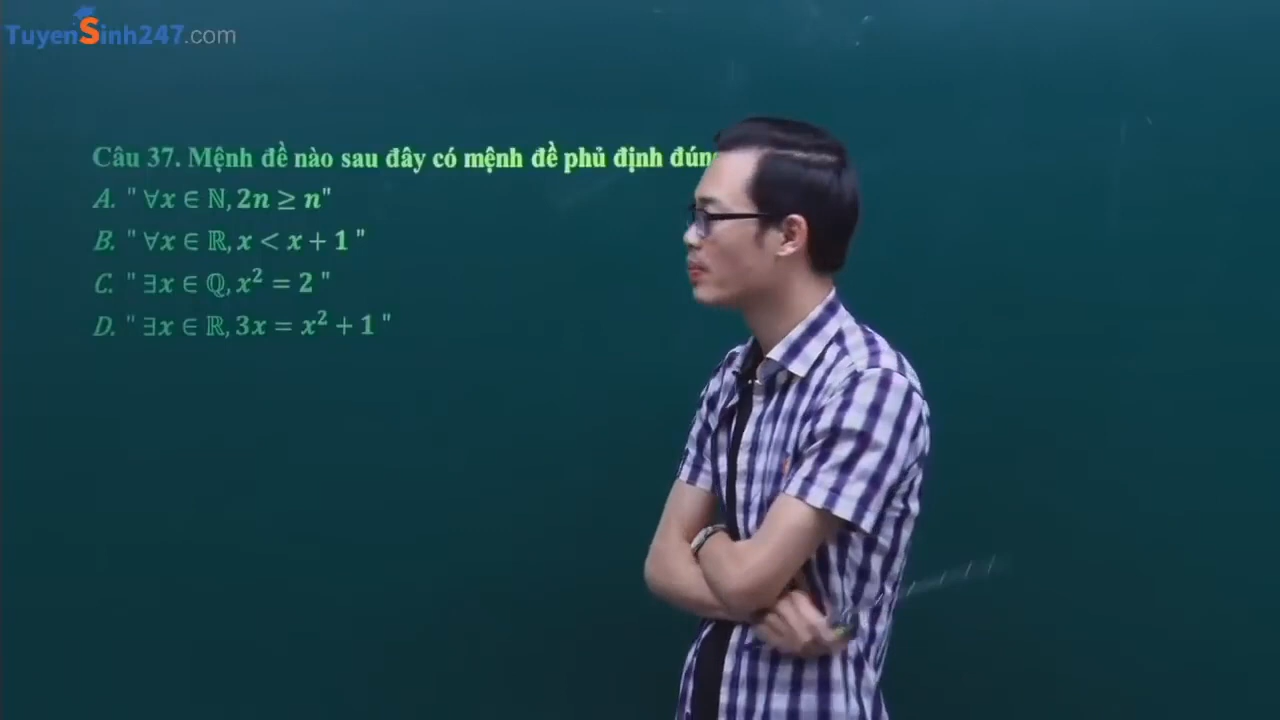 TuyenSinh247.com
Câu 37. Mệnh đề nào sau đây có mệnh đề phủ định
A. " ∀x ∈ ℕ, 2n ≥ n"
B. " ∀x ∈ ℝ, x < x + 1 "
C. " ∃x ∈ ℚ, x² = 2 "
D. " ∃x ∈ ℝ, 3x = x² + 1 "